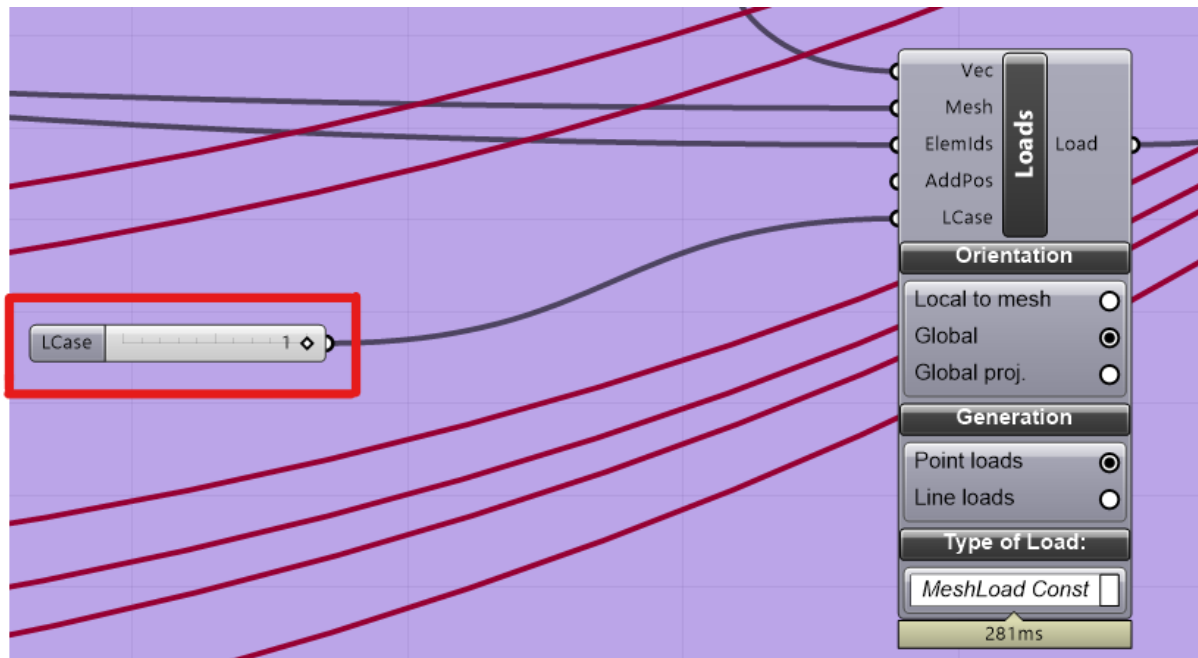 Vec
Mesh
ElemIds
AddPos
LCase
Loads
Load
LCase
1
Orientation
Local to mesh
Global
Global proj.
Generation
Point loads
Line loads
Type of Load:
MeshLoad Const
281ms